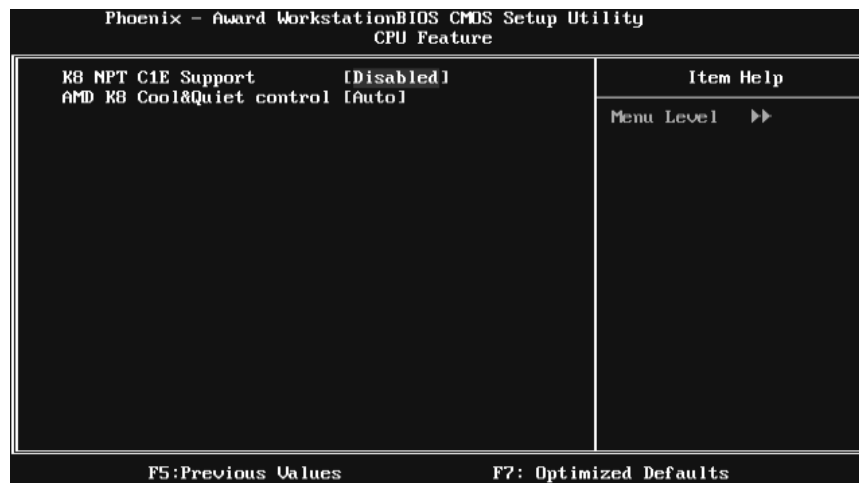 Phoenix - Award WorkstationBIOS CMOS Setup Utility
CPU Feature
K8 NPT C1E Support [Disabled]
AMD K8 Cool&Quiet control [Auto]
Item Help
Menu Level ▶▶
F5:Previous Values F7: Optimized Defaults